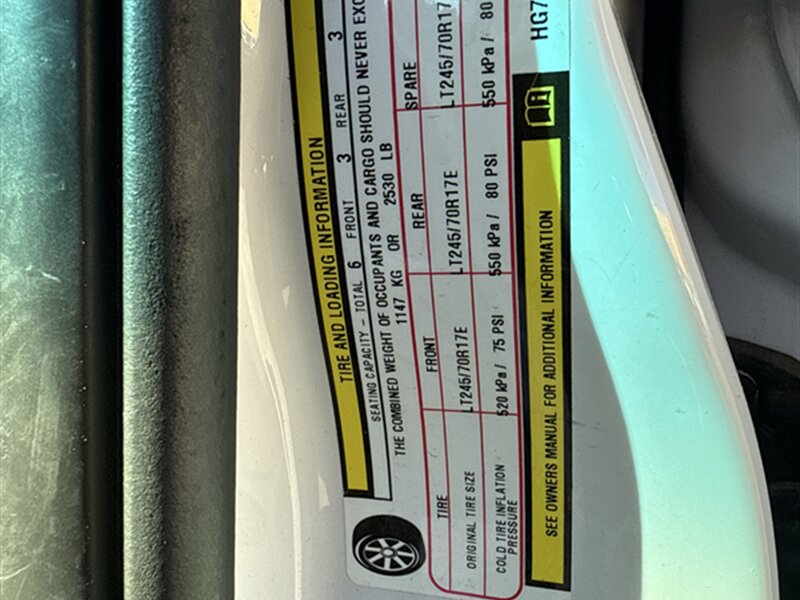 TIRE AND LOADING INFORMATION
SEATING CAPACITY - TOTAL 6 FRONT 3 REAR 3
THE COMBINED WEIGHT OF OCCUPANTS AND CARGO SHOULD NEVER EXC
1147 KG OR 2530 LB
TIRE FRONT REAR SPARE
ORIGINAL TIRE SIZE LT245/70R17E LT245/70R17E LT245/70R17
COLD TIRE INFLATION PRESSURE 520 kPa / 75 PSI 550 kPa / 80 PSI 550 kPa / 80
SEE OWNERS MANUAL FOR ADDITIONAL INFORMATION
HG7